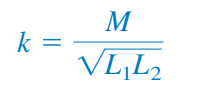 k = M / √L₁L₂